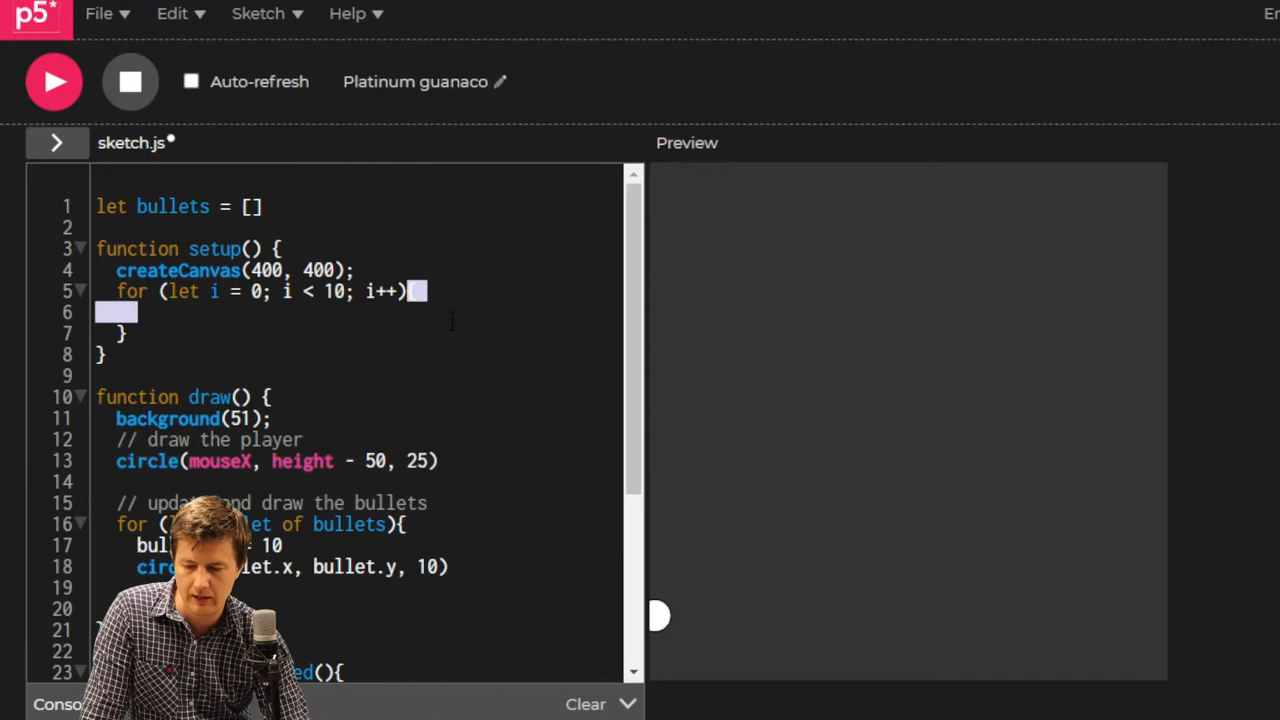 p5* File Edit Sketch Help
Auto-refresh Platinum guanaco
sketch.js
Preview
1 let bullets = []
2
3 function setup() {
4 createCanvas(400, 400);
5 for (let i = 0; i < 10; i++){
6
7 }
8 }
9
10 function draw() {
11 background(51);
12 // draw the player
13 circle(mouseX, height - 50, 25)
14
15 // and draw the bullets
16 for ( of bullets){
17 10
18 bullet.y, 10)
19
20
21
22
23 (){
Clear